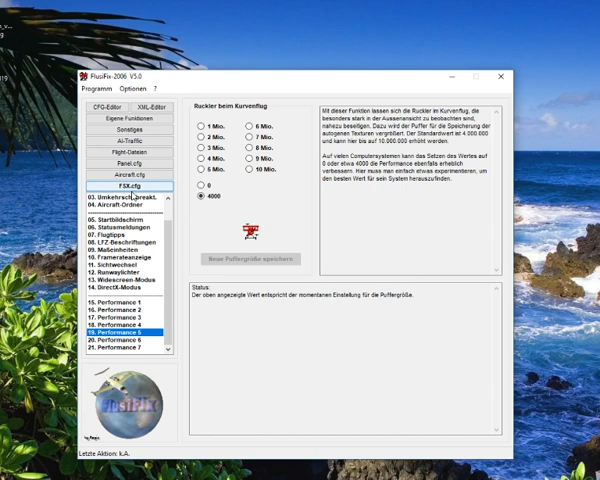 FlusiFix-2006 V5.0
Programm Optionen ?
CFG-Editor XML-Editor
Eigene Funktionen
Sonstiges
AI-Traffic
Flight-Dateien
Panel.cfg
Aircraft.cfg
FSX.cfg
04. Aircraft-Ordner
05. Startbildschirm
06. Statusmeldungen
07. Flugtipps
08. LFZ-Beschriftungen
09. Maßeinheiten
10. Framerateanzeige
11. Sichtwechsel
12. Runwaylichter
13. Widescreen-Modus
14. DirectX-Modus
15. Performance 1
16. Performance 2
17. Performance 3
18. Performance 4
19. Performance 5
20. Performance 6
21. Performance 7
Ruckler beim Kurvenflug
1 Mio. 6 Mio.
2 Mio. 7 Mio.
3 Mio. 8 Mio.
4 Mio. 9 Mio.
5 Mio. 10 Mio.
0
4000
Neue Puffergröße speichern
Mit dieser Funktion lassen sich die Ruckler im Kurvenflug, die
besonders stark in der Aussenansicht zu beobachten sind,
nahezu beseitigen. Dazu wird der Puffer für die Speicherung der
autogenen Texturen vergrößert. Der Standardwert ist 4.000.000
und kann hier bis auf 10.000.000 erhöht werden.
Auf vielen Computersystemen kann das Setzen des Wertes auf
0 oder etwa 4000 die Performance ebenfalls erheblich
verbessern. Hier muss man einfach etwas experimentieren, um
den besten Wert für sein System herauszufinden.
Status:
Der oben angezeigte Wert entspricht der momentanen Einstellung für die Puffergröße.
FlusiFix
Letzte Aktion: k.A.